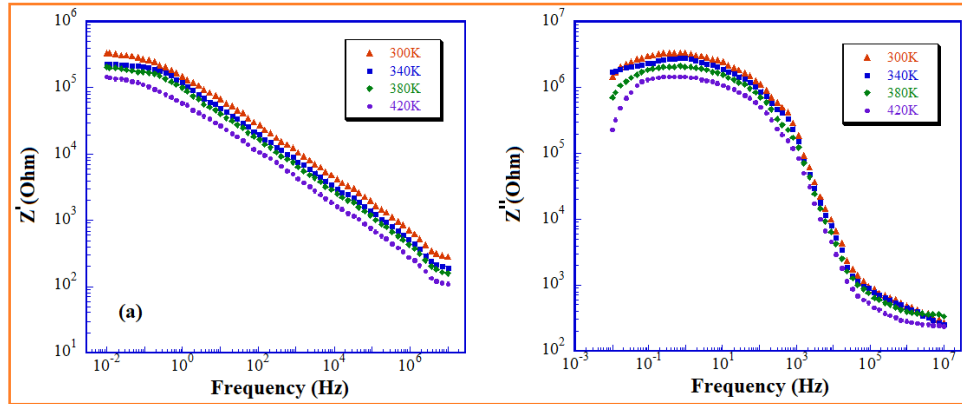 10^6
10^5
10^4
10^3
10^2
10^1
Z'(Ohm)
300K
340K
380K
420K
(a)
10^-2 10^0 10^2 10^4 10^6
Frequency (Hz)
10^7
10^6
10^5
10^4
10^3
10^2
Z"(Ohm)
300K
340K
380K
420K
10^-3 10^-1 10^1 10^3 10^5 10^7
Frequency (Hz)